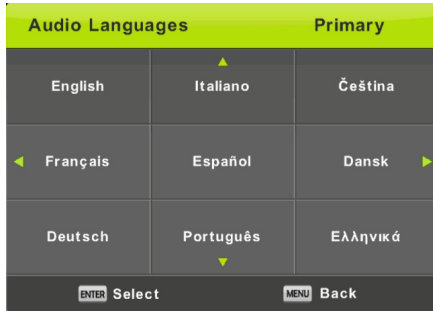 Audio Languages Primary
English Italiano Čeština
Français Español Dansk
Deutsch Português Ελληνικά
ENTER Select MENU Back